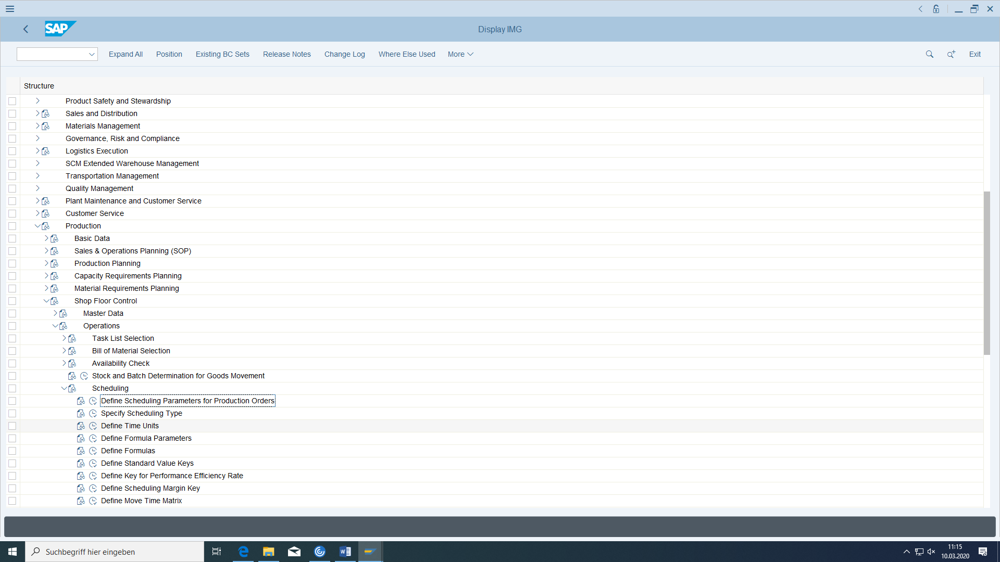 SAP
Display IMG
Expand All
Position
Existing BC Sets
Release Notes
Change Log
Where Else Used
More
Exit
Structure
Product Safety and Stewardship
Sales and Distribution
Materials Management
Governance, Risk and Compliance
Logistics Execution
SCM Extended Warehouse Management
Transportation Management
Quality Management
Plant Maintenance and Customer Service
Customer Service
Production
Basic Data
Sales & Operations Planning (SOP)
Production Planning
Capacity Requirements Planning
Material Requirements Planning
Shop Floor Control
Master Data
Operations
Task List Selection
Bill of Material Selection
Availability Check
Stock and Batch Determination for Goods Movement
Scheduling
Define Scheduling Parameters for Production Orders
Specify Scheduling Type
Define Time Units
Define Formula Parameters
Define Formulas
Define Standard Value Keys
Define Key for Performance Efficiency Rate
Define Scheduling Margin Key
Define Move Time Matrix
Suchbegriff hier eingeben
11:15
10.03.2020